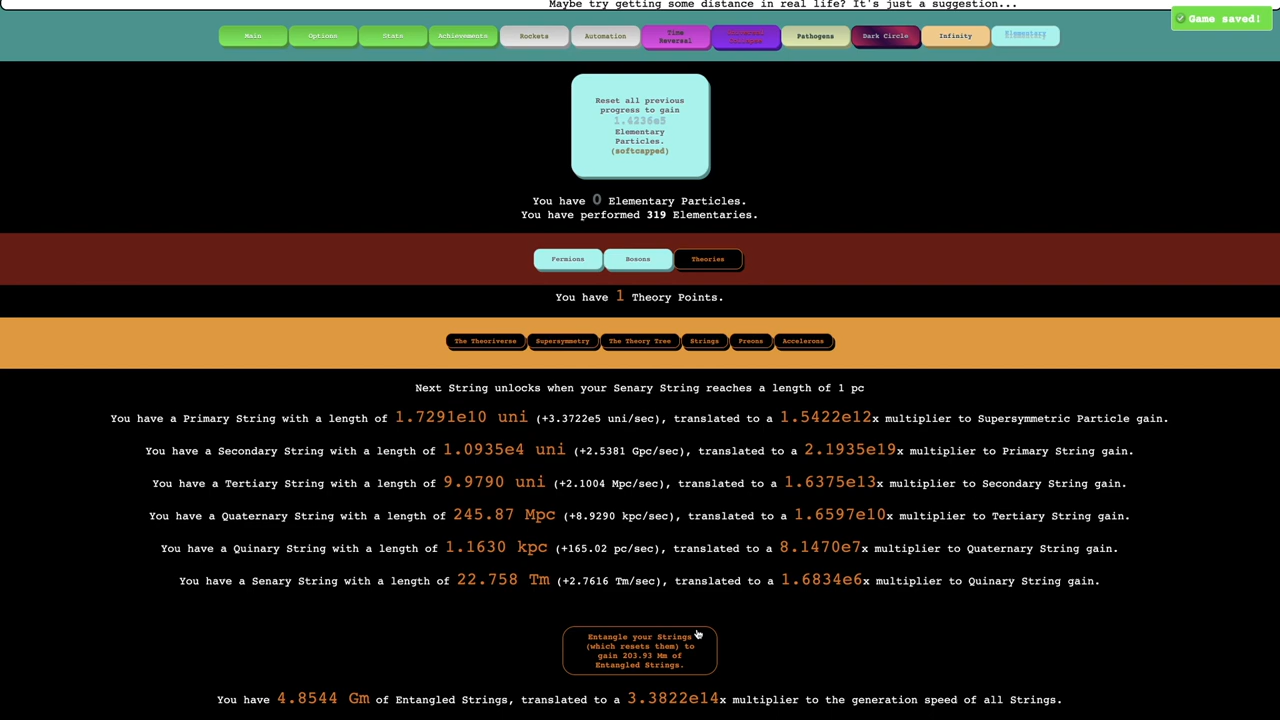 Maybe try getting some distance in real life? It's just a suggestion...
Game saved!
Main
Options
Stats
Achievements
Rockets
Automation
Time
Reversal
Universal
Collapse
Pathogens
Dark Circle
Infinity
Elementary
Reset all previous
progress to gain
1.4236e5
Elementary
Particles.
(softcapped)
You have 0 Elementary Particles.
You have performed 319 Elementaries.
Fermions
Bosons
Theories
You have 1 Theory Points.
The Theoriverse
Supersymmetry
The Theory Tree
Strings
Preons
Accelerons
Next String unlocks when your Senary String reaches a length of 1 pc
You have a Primary String with a length of 1.7291e10 uni (+3.3722e5 uni/sec), translated to a 1.5422e12x multiplier to Supersymmetric Particle gain.
You have a Secondary String with a length of 1.0935e4 uni (+2.5381 Gpc/sec), translated to a 2.1935e19x multiplier to Primary String gain.
You have a Tertiary String with a length of 9.9790 uni (+2.1004 Mpc/sec), translated to a 1.6375e13x multiplier to Secondary String gain.
You have a Quaternary String with a length of 245.87 Mpc (+8.9290 kpc/sec), translated to a 1.6597e10x multiplier to Tertiary String gain.
You have a Quinary String with a length of 1.1630 kpc (+165.02 pc/sec), translated to a 8.1470e7x multiplier to Quaternary String gain.
You have a Senary String with a length of 22.758 Tm (+2.7616 Tm/sec), translated to a 1.6834e6x multiplier to Quinary String gain.
Entangle your Strings
(which resets them) to
gain 203.93 Mm of
Entangled Strings.
You have 4.8544 Gm of Entangled Strings, translated to a 3.3822e14x multiplier to the generation speed of all Strings.